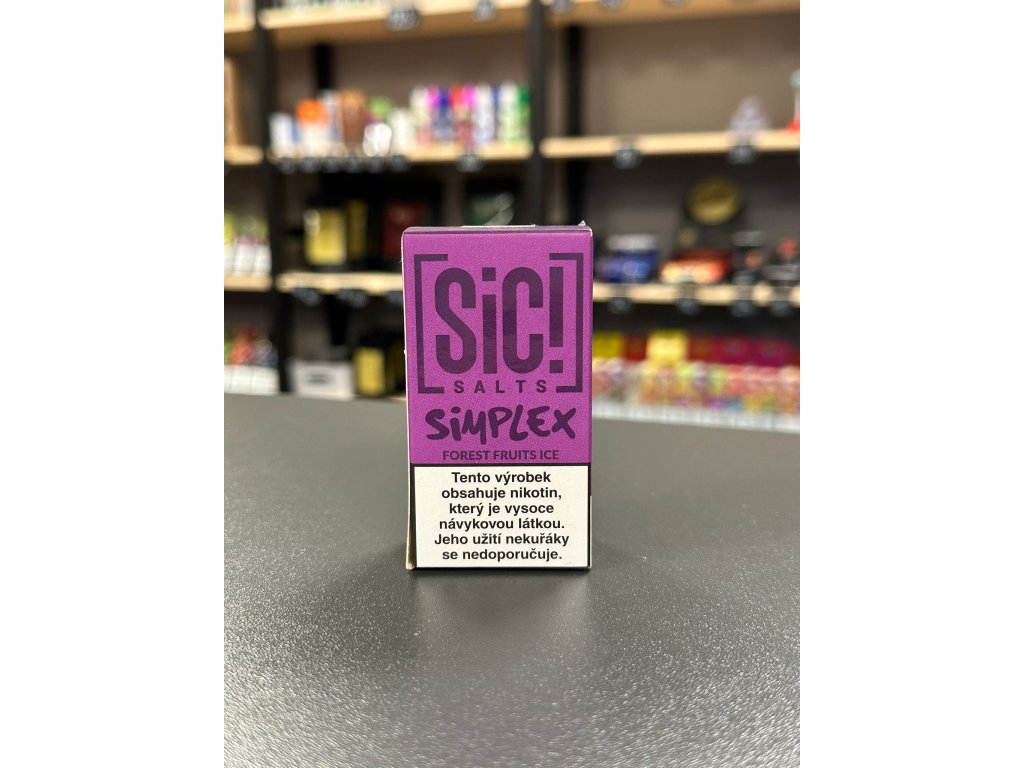 SiC!
SALTS
SiMPLEX
FOREST FRUITS ICE
Tento výrobek
obsahuje nikotin,
který je vysoce
návykovou látkou.
Jeho užití nekuřáky
se nedoporučuje.